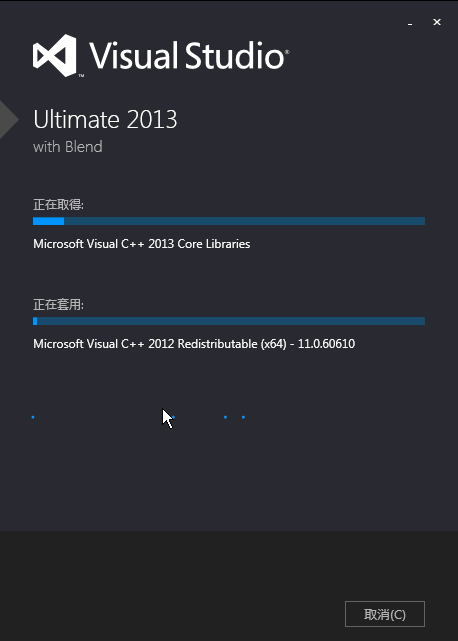 Visual Studio®
™
Ultimate 2013
with Blend
正在取得:
Microsoft Visual C++ 2013 Core Libraries
正在套用:
Microsoft Visual C++ 2012 Redistributable (x64) - 11.0.60610
取消(C)